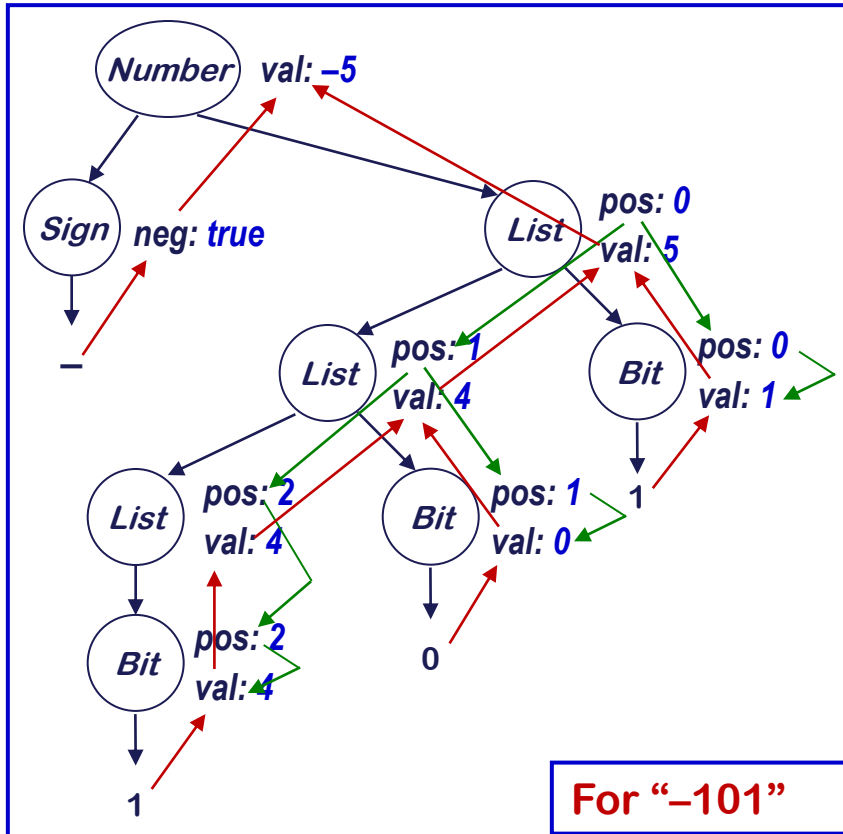 Number val: –5
Sign neg: true
List pos: 0
val: 5
–
List pos: 1
val: 4
Bit pos: 0
val: 1
List pos: 2
val: 4
Bit pos: 1
val: 0
1
Bit pos: 2
val: 4
0
1
For “–101”